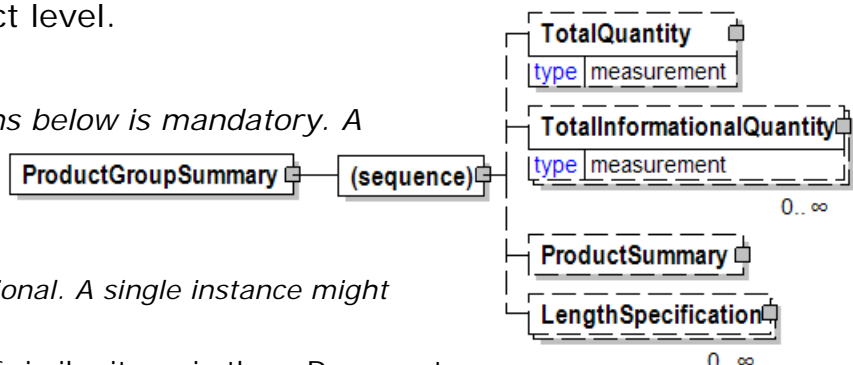 ct level.
ns below is mandatory. A
ional. A single instance might
ProductGroupSummary
(sequence)
TotalQuantity
type measurement
TotalInformationalQuantity
type measurement
0.. ∞
ProductSummary
LengthSpecification
0.. ∞